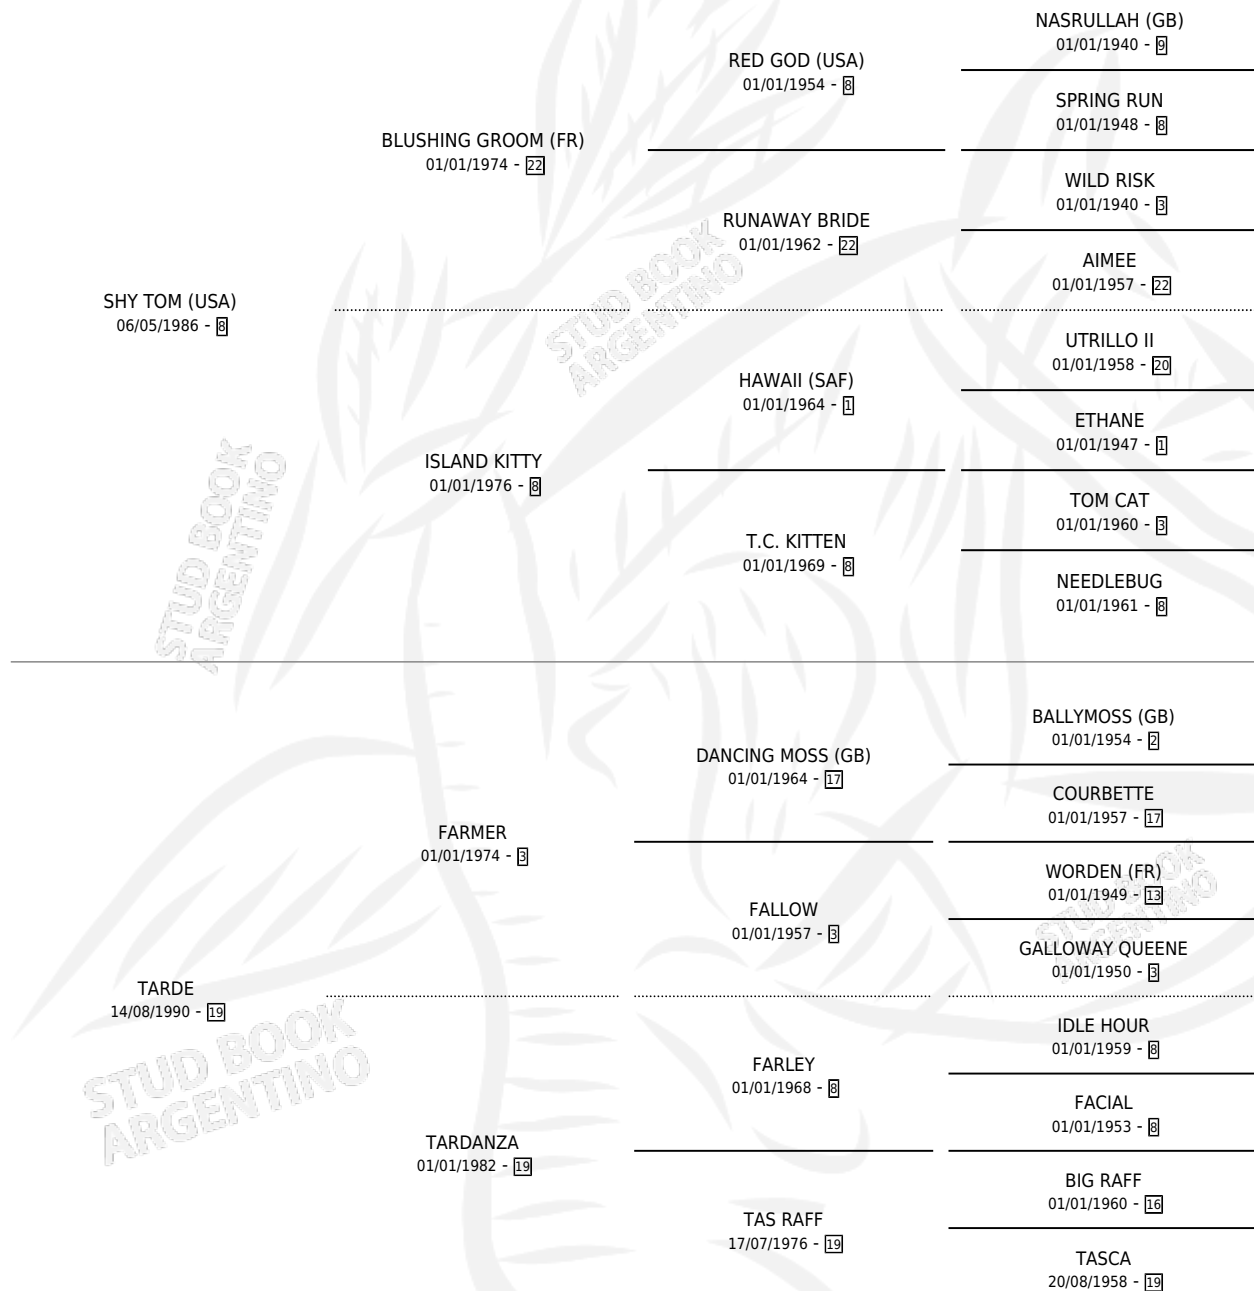 NASRULLAH (GB)
01/01/1940 - 9
RED GOD (USA)
01/01/1954 - 8
SPRING RUN
01/01/1948 - 8
BLUSHING GROOM (FR)
01/01/1974 - 22
WILD RISK
01/01/1940 - 3
RUNAWAY BRIDE
01/01/1962 - 22
AIMEE
01/01/1957 - 22
SHY TOM (USA)
06/05/1986 - 8
UTRILLO II
01/01/1958 - 20
HAWAII (SAF)
01/01/1964 - 1
ETHANE
01/01/1947 - 1
ISLAND KITTY
01/01/1976 - 8
TOM CAT
01/01/1960 - 3
T.C. KITTEN
01/01/1969 - 8
NEEDLEBUG
01/01/1961 - 8
STUD BOOK
ARGENTINO
STUD BOOK
ARGENTINO
BALLYMOSS (GB)
01/01/1954 - 2
DANCING MOSS (GB)
01/01/1964 - 17
COURBETTE
01/01/1957 - 17
FARMER
01/01/1974 - 3
WORDEN (FR)
01/01/1949 - 13
FALLOW
01/01/1957 - 3
GALLOWAY QUEENE
01/01/1950 - 3
STUD BOOK
ARGENTINO
TARDE
14/08/1990 - 19
IDLE HOUR
01/01/1959 - 8
FARLEY
01/01/1968 - 8
FACIAL
01/01/1953 - 8
TARDANZA
01/01/1982 - 19
BIG RAFF
01/01/1960 - 16
TAS RAFF
17/07/1976 - 19
TASCA
20/08/1958 - 19
STUD BOOK
ARGENTINO